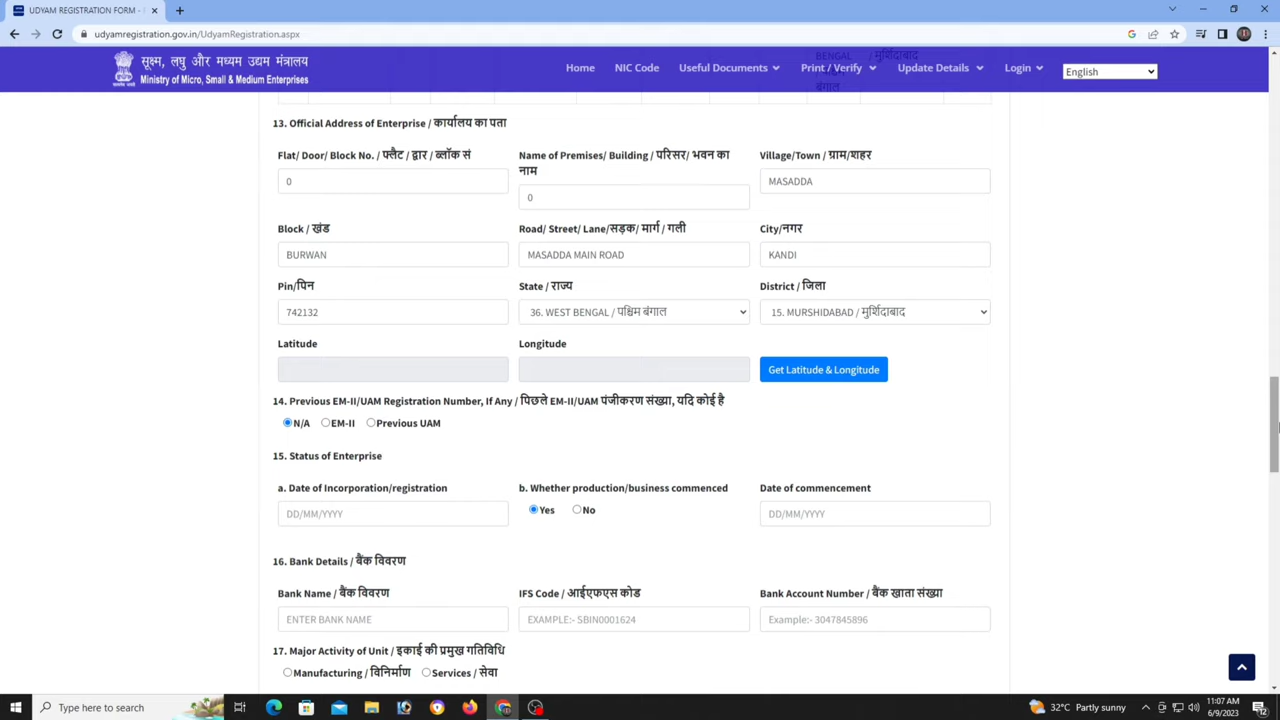 UDYAM REGISTRATION FORM -
udyamregistration.gov.in/UdyamRegistration.aspx
सूक्ष्म, लघु और मध्यम उद्यम मंत्रालय
Ministry of Micro, Small & Medium Enterprises
Home NIC Code Useful Documents Print / Verify Update Details Login English
BENGAL / मुर्शिदाबाद
बंगाल
13. Official Address of Enterprise / कार्यालय का पता
Flat/ Door/ Block No. / फ्लैट / द्वार / ब्लॉक सं
Name of Premises/ Building / परिसर/ भवन का
नाम
Village/Town / ग्राम/शहर
0
0
MASADDA
Block / खंड
Road/ Street/ Lane/सड़क/ मार्ग / गली
City/नगर
BURWAN
MASADDA MAIN ROAD
KANDI
Pin/पिन
State / राज्य
District / जिला
742132
36. WEST BENGAL / पश्चिम बंगाल
15. MURSHIDABAD / मुर्शिदाबाद
Latitude
Longitude
Get Latitude & Longitude
14. Previous EM-II/UAM Registration Number, If Any / पिछले EM-II/UAM पंजीकरण संख्या, यदि कोई है
N/A EM-II Previous UAM
15. Status of Enterprise
a. Date of Incorporation/registration
b. Whether production/business commenced
Date of commencement
DD/MM/YYYY
Yes No
DD/MM/YYYY
16. Bank Details / बैंक विवरण
Bank Name / बैंक विवरण
IFS Code / आईएफएस कोड
Bank Account Number / बैंक खाता संख्या
ENTER BANK NAME
EXAMPLE:- SBIN0001624
Example:- 3047845896
17. Major Activity of Unit / इकाई की प्रमुख गतिविधि
Manufacturing / विनिर्माण Services / सेवा
Type here to search
32°C Partly sunny
11:07 AM
6/9/2023